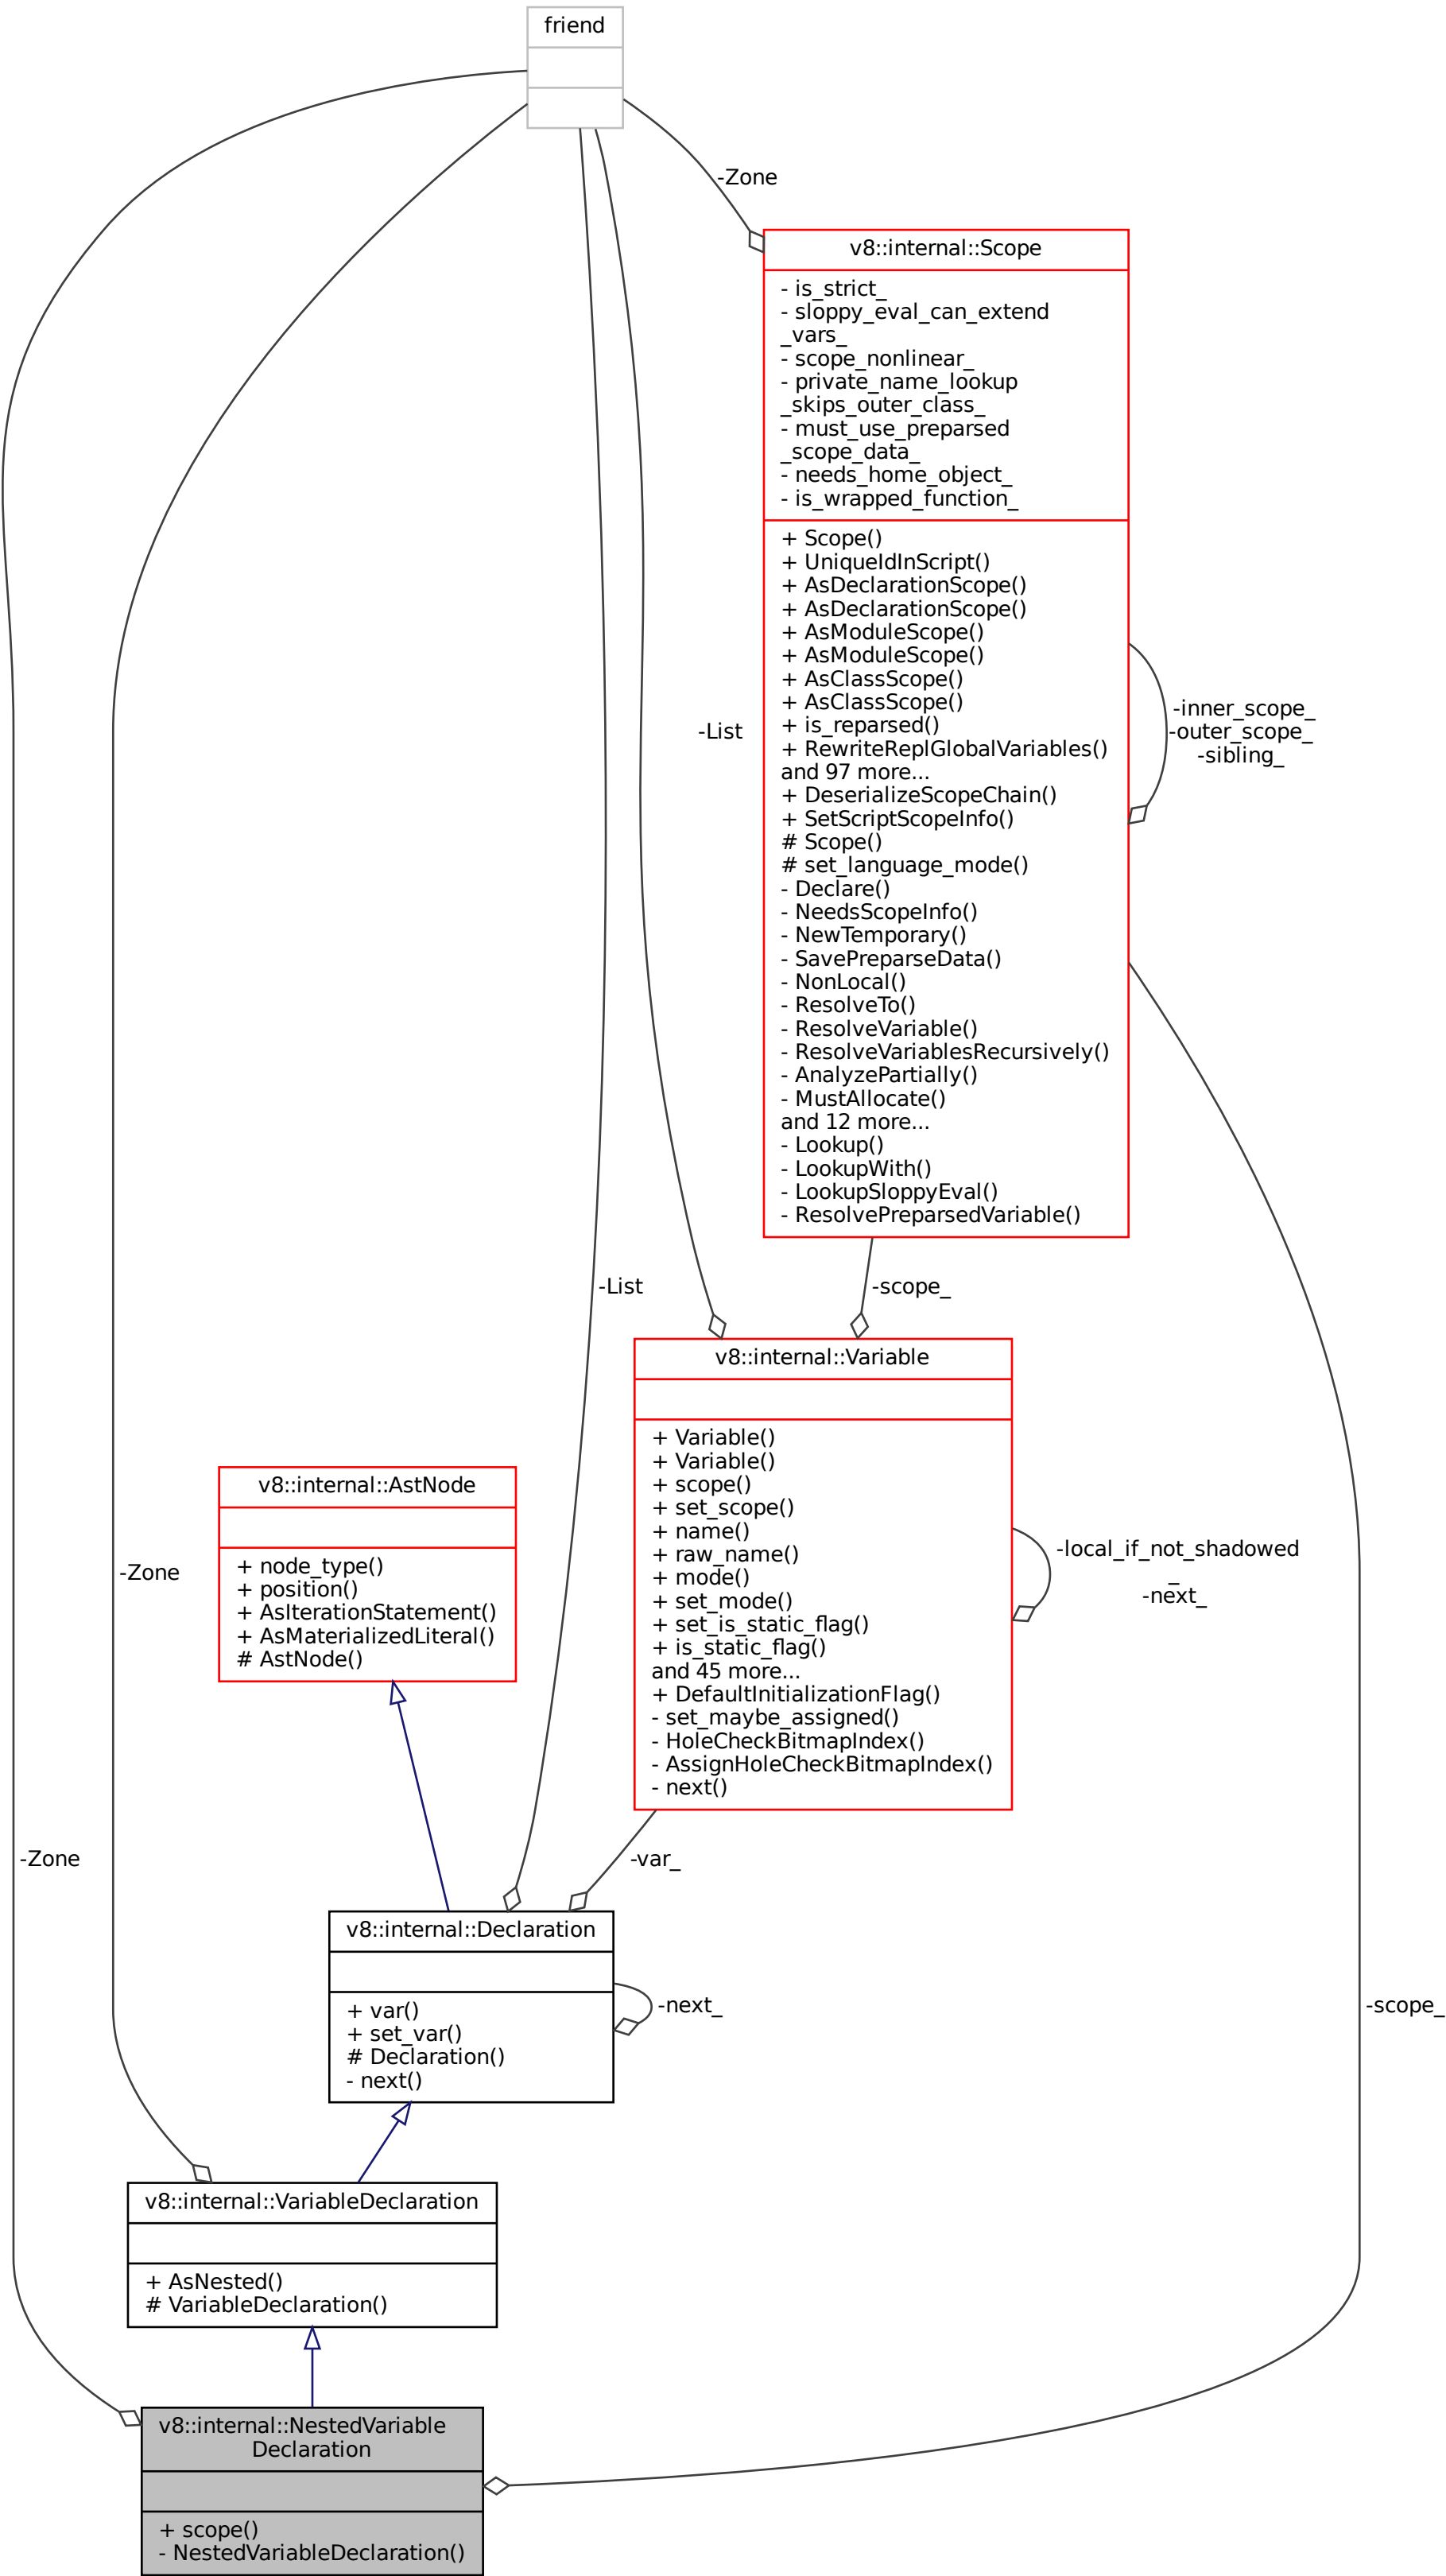 friend
-Zone
v8::internal::Scope
- is_strict_
- sloppy_eval_can_extend
_vars_
- scope_nonlinear_
- private_name_lookup
_skips_outer_class_
- must_use_preparsed
_scope_data_
- needs_home_object_
- is_wrapped_function_
+ Scope()
+ UniqueIdInScript()
+ AsDeclarationScope()
+ AsDeclarationScope()
+ AsModuleScope()
+ AsModuleScope()
+ AsClassScope()
+ AsClassScope()
+ is_reparsed()
+ RewriteReplGlobalVariables()
and 97 more...
+ DeserializeScopeChain()
+ SetScriptScopeInfo()
# Scope()
# set_language_mode()
- Declare()
- NeedsScopeInfo()
- NewTemporary()
- SavePreparseData()
- NonLocal()
- ResolveTo()
- ResolveVariable()
- ResolveVariablesRecursively()
- AnalyzePartially()
- MustAllocate()
and 12 more...
- Lookup()
- LookupWith()
- LookupSloppyEval()
- ResolvePreparsedVariable()
-inner_scope_
-outer_scope_
-sibling_
-List
-List
-scope_
v8::internal::Variable
+ Variable()
+ Variable()
+ scope()
+ set_scope()
+ name()
+ raw_name()
+ mode()
+ set_mode()
+ set_is_static_flag()
+ is_static_flag()
and 45 more...
+ DefaultInitializationFlag()
- set_maybe_assigned()
- HoleCheckBitmapIndex()
- AssignHoleCheckBitmapIndex()
- next()
-local_if_not_shadowed
_
-next_
v8::internal::AstNode
+ node_type()
+ position()
+ AsIterationStatement()
+ AsMaterializedLiteral()
# AstNode()
-Zone
-Zone
-var_
v8::internal::Declaration
+ var()
+ set_var()
# Declaration()
- next()
-next_
-scope_
v8::internal::VariableDeclaration
+ AsNested()
# VariableDeclaration()
v8::internal::NestedVariable
Declaration
+ scope()
- NestedVariableDeclaration()